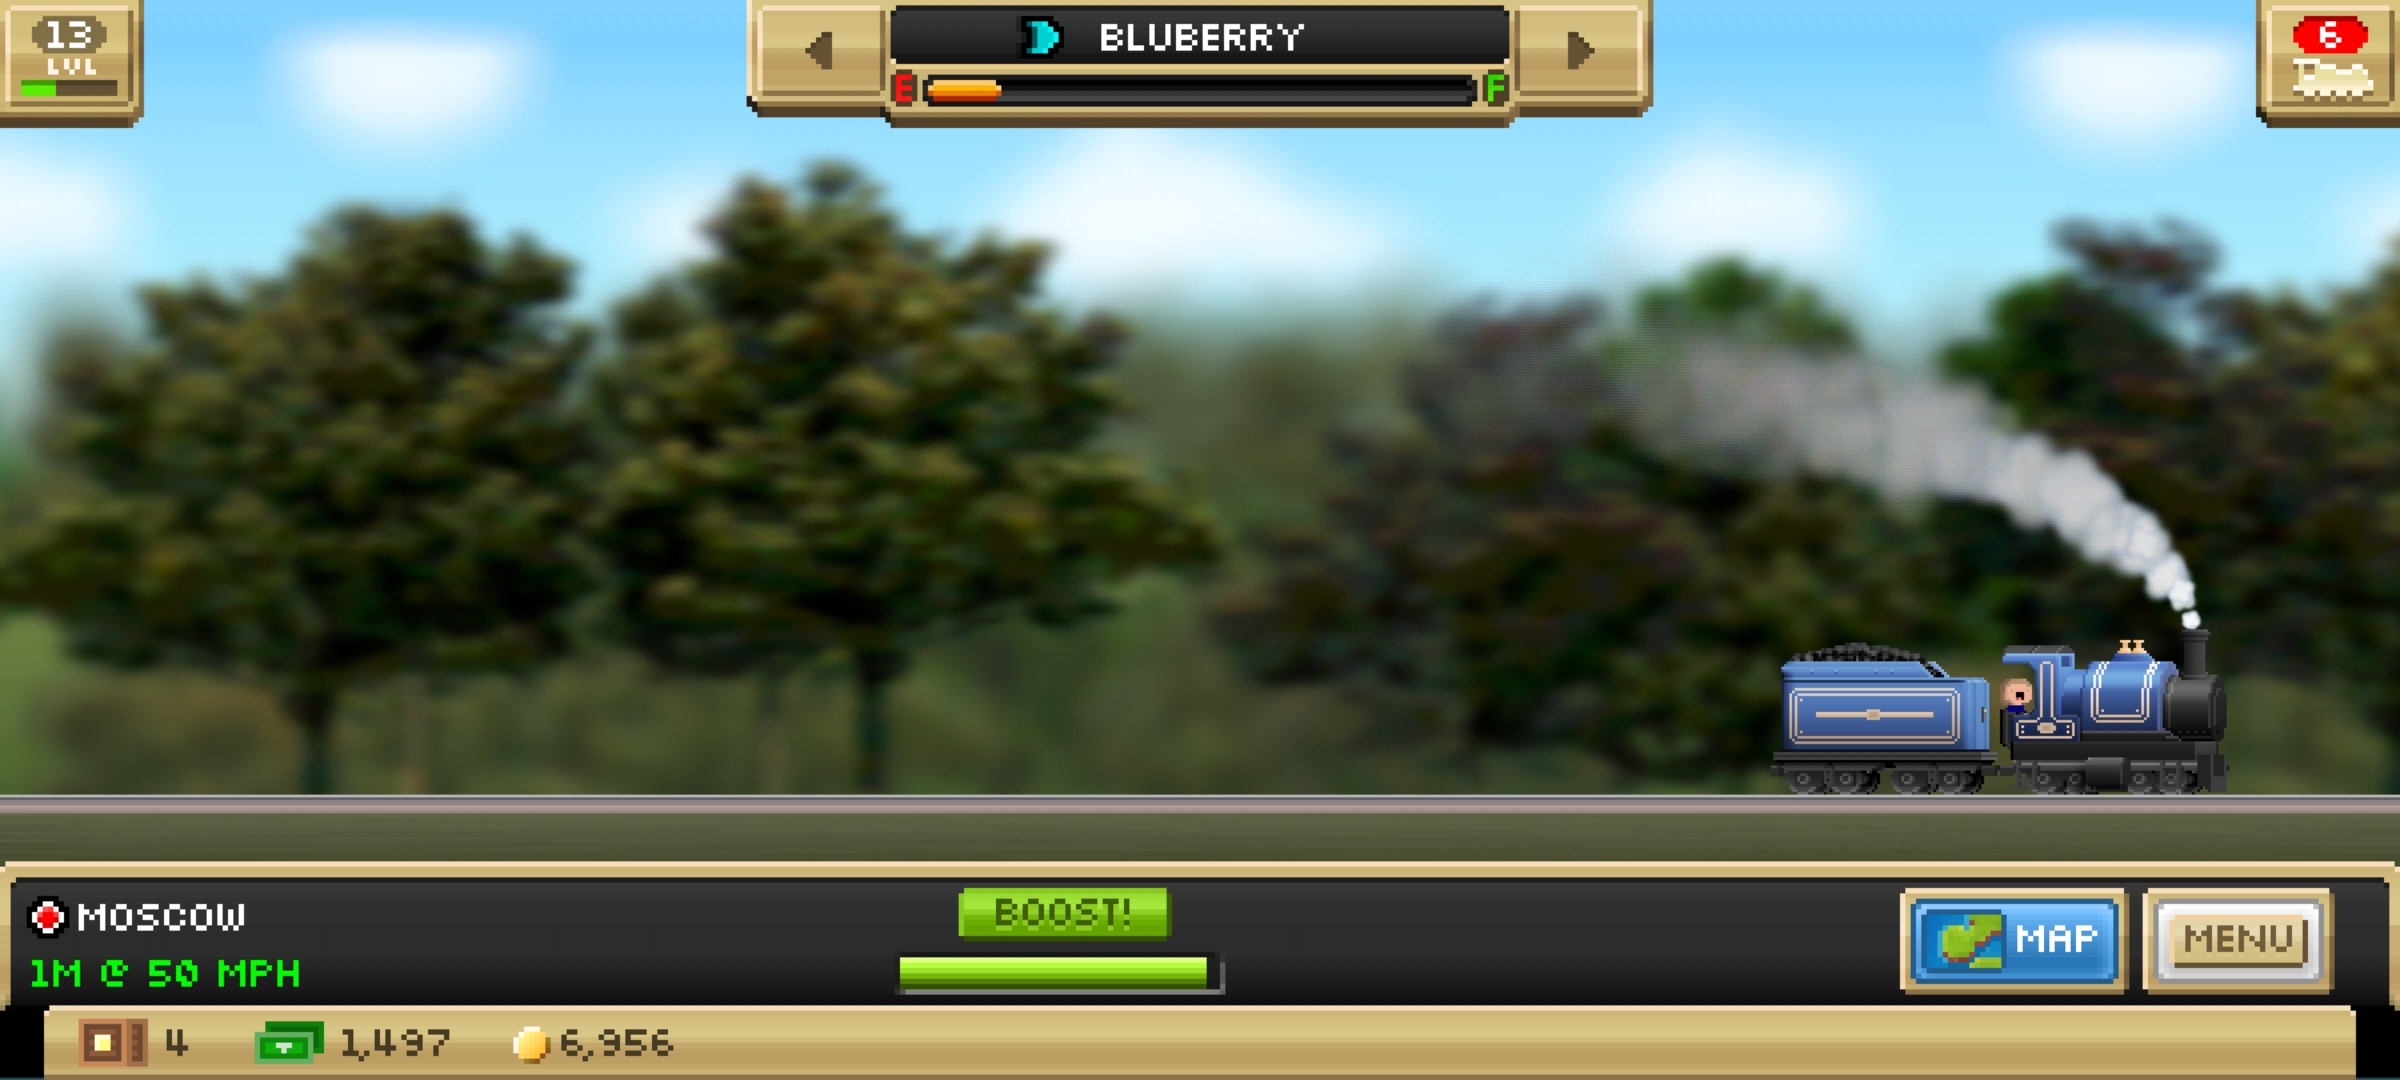 13
LVL
BLUBERRY
E F
6
MOSCOW
1M @ 50 MPH
BOOST!
MAP
MENU
4 1,497 6,956